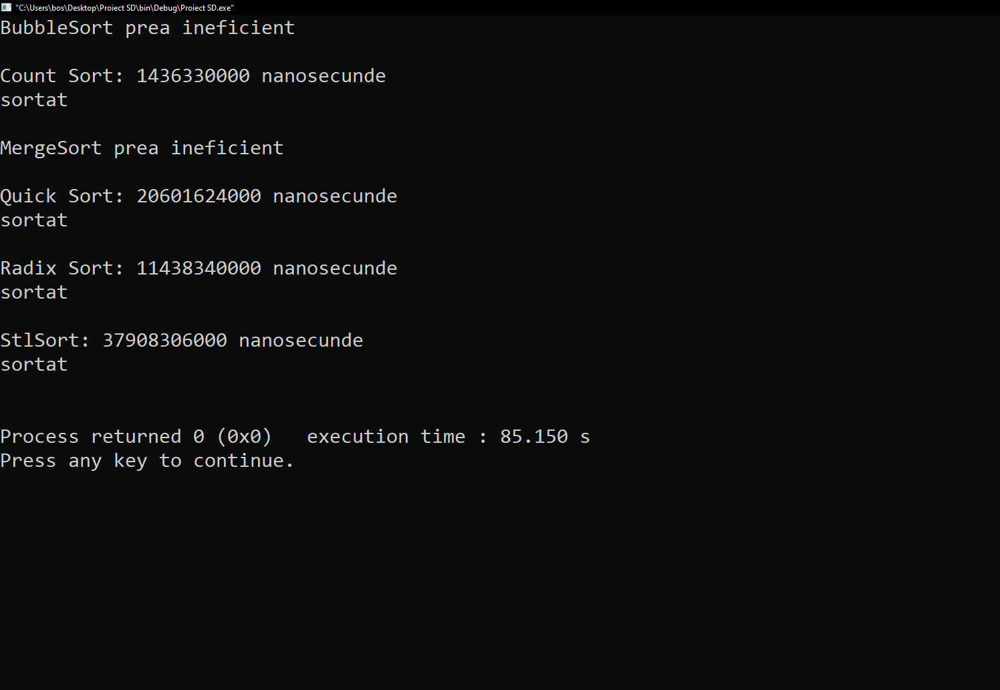 "C:\Users\bos\Desktop\Proiect SD\bin\Debug\Proiect SD.exe"
BubbleSort prea ineficient
Count Sort: 1436330000 nanosecunde
sortat
MergeSort prea ineficient
Quick Sort: 20601624000 nanosecunde
sortat
Radix Sort: 11438340000 nanosecunde
sortat
StlSort: 37908306000 nanosecunde
sortat
Process returned 0 (0x0)   execution time : 85.150 s
Press any key to continue.